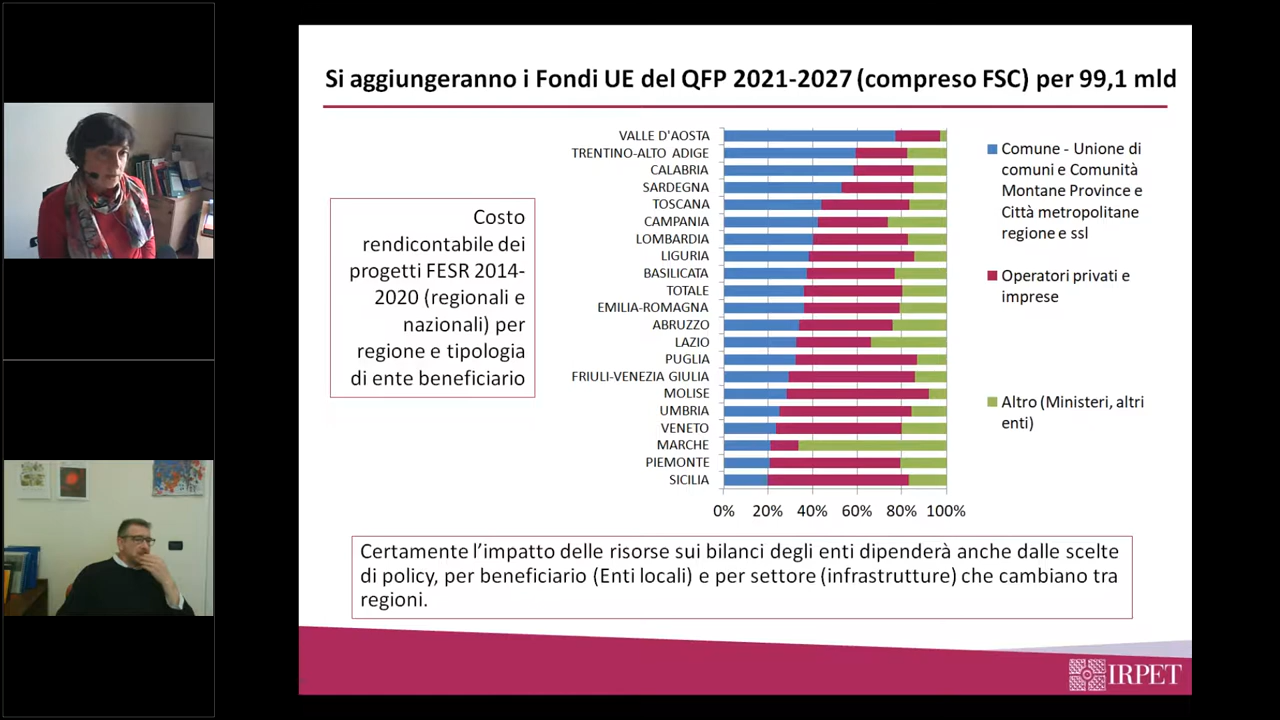 Si aggiungeranno i Fondi UE del QFP 2021-2027 (compreso FSC) per 99,1 mld
Costo
rendicontabile dei
progetti FESR 2014-
2020 (regionali e
nazionali) per
regione e tipologia
di ente beneficiario
VALLE D'AOSTA
TRENTINO-ALTO ADIGE
CALABRIA
SARDEGNA
TOSCANA
CAMPANIA
LOMBARDIA
LIGURIA
BASILICATA
TOTALE
EMILIA-ROMAGNA
ABRUZZO
LAZIO
PUGLIA
FRIULI-VENEZIA GIULIA
MOLISE
UMBRIA
VENETO
MARCHE
PIEMONTE
SICILIA
0% 20% 40% 60% 80% 100%
Comune - Unione di
comuni e Comunità
Montane Province e
Città metropolitane
regione e ssl
Operatori privati e
imprese
Altro (Ministeri, altri
enti)
Certamente l'impatto delle risorse sui bilanci degli enti dipenderà anche dalle scelte
di policy, per beneficiario (Enti locali) e per settore (infrastrutture) che cambiano tra
regioni.
IRPET